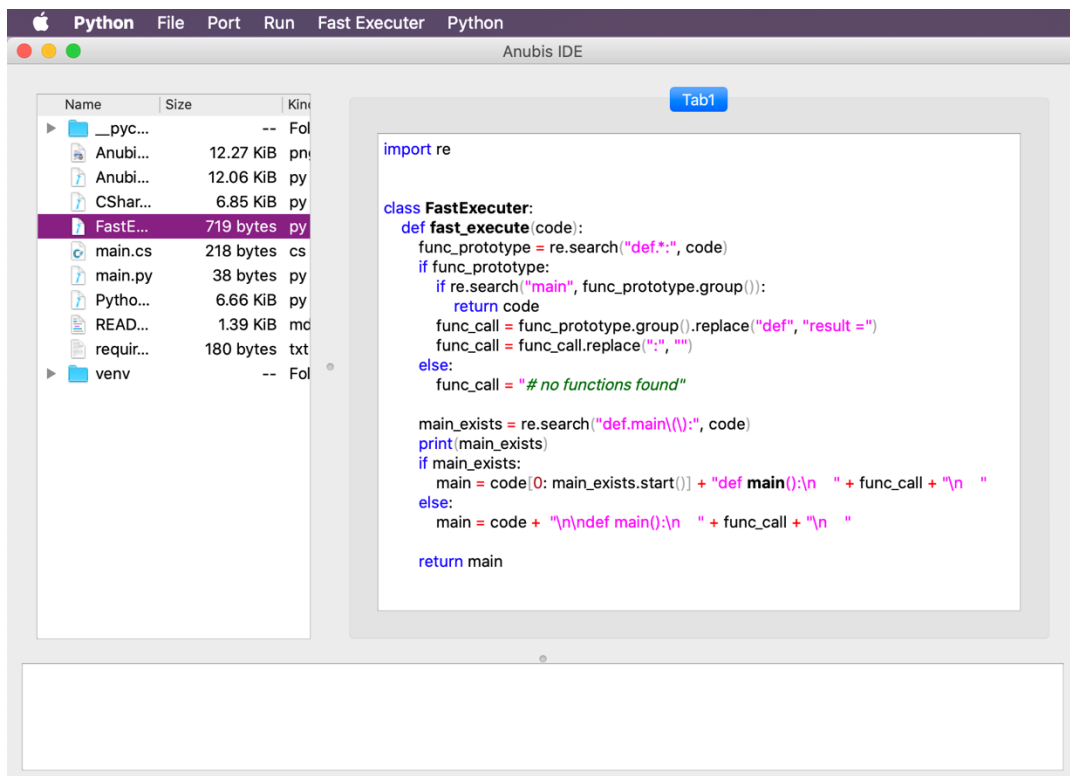 Python File Port Run Fast Executer Python
Anubis IDE
Name Size Kind
__pyc... -- Fol
Anubi... 12.27 KiB png
Anubi... 12.06 KiB py
CShar... 6.85 KiB py
FastE... 719 bytes py
main.cs 218 bytes cs
main.py 38 bytes py
Pytho... 6.66 KiB py
READ... 1.39 KiB md
requir... 180 bytes txt
venv -- Fol
Tab1
import re
class FastExecuter:
def fast_execute(code):
func_prototype = re.search("def.*:", code)
if func_prototype:
if re.search("main", func_prototype.group()):
return code
func_call = func_prototype.group().replace("def", "result =")
func_call = func_call.replace(":", "")
else:
func_call = "# no functions found"
main_exists = re.search("def.main\(\):", code)
print(main_exists)
if main_exists:
main = code[0: main_exists.start()] + "def main():\n    " + func_call + "\n    "
else:
main = code +  "\n\ndef main():\n    " + func_call + "\n    "
return main